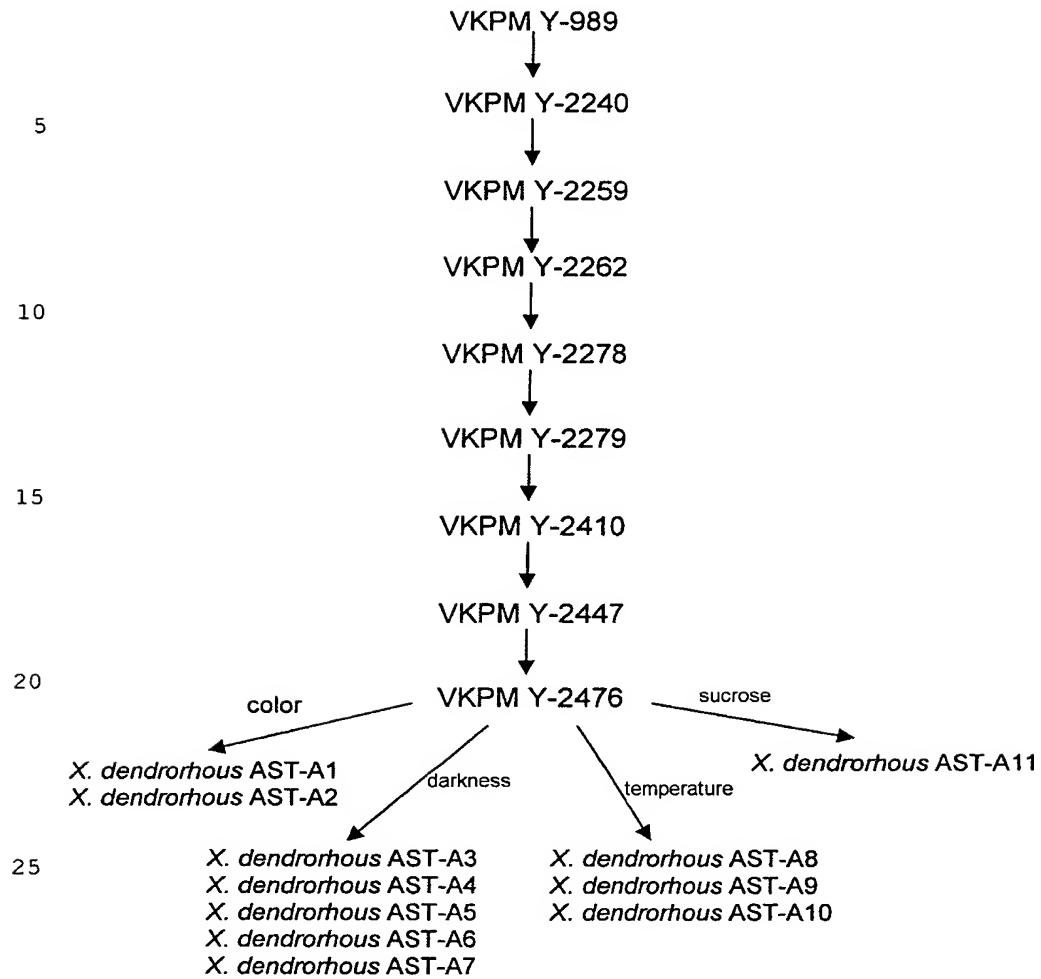 VKPM Y-989
VKPM Y-2240
5
VKPM Y-2259
VKPM Y-2262
10
VKPM Y-2278
VKPM Y-2279
15
VKPM Y-2410
VKPM Y-2447
20
VKPM Y-2476
color
sucrose
X. dendrorhous AST-A1
X. dendrorhous AST-A2
darkness
temperature
X. dendrorhous AST-A11
25
X. dendrorhous AST-A3
X. dendrorhous AST-A4
X. dendrorhous AST-A5
X. dendrorhous AST-A6
X. dendrorhous AST-A7
X. dendrorhous AST-A8
X. dendrorhous AST-A9
X. dendrorhous AST-A10